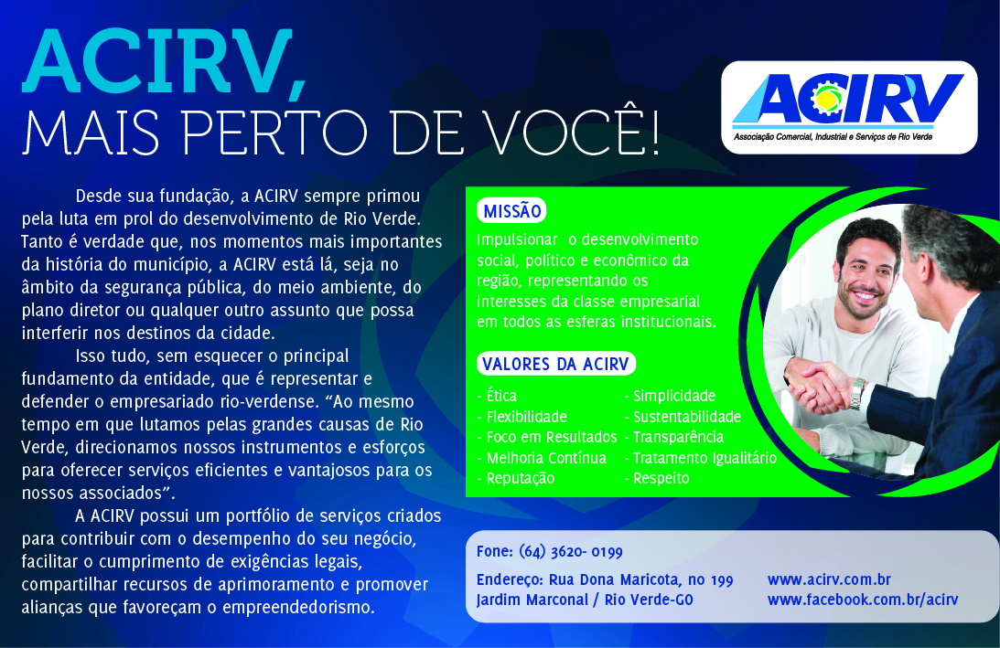 ACIRV,
MAIS PERTO DE VOCÊ!
ACIRV
Associação Comercial, Industrial e Serviços de Rio Verde
Desde sua fundação, a ACIRV sempre primou
pela luta em prol do desenvolvimento de Rio Verde.
Tanto é verdade que, nos momentos mais importantes
da história do município, a ACIRV está lá, seja no
âmbito da segurança pública, do meio ambiente, do
plano diretor ou qualquer outro assunto que possa
interferir nos destinos da cidade.
Isso tudo, sem esquecer o principal
fundamento da entidade, que é representar e
defender o empresariado rio-verdense. “Ao mesmo
tempo em que lutamos pelas grandes causas de Rio
Verde, direcionamos nossos instrumentos e esforços
para oferecer serviços eficientes e vantajosos para os
nossos associados”.
A ACIRV possui um portfólio de serviços criados
para contribuir com o desempenho do seu negócio,
facilitar o cumprimento de exigências legais,
compartilhar recursos de aprimoramento e promover
alianças que favoreçam o empreendedorismo.
MISSÃO
Impulsionar o desenvolvimento
social, político e econômico da
região, representando os
interesses da classe empresarial
em todos as esferas institucionais.
VALORES DA ACIRV
- Ética
- Flexibilidade
- Foco em Resultados
- Melhoria Contínua
- Reputação
- Simplicidade
- Sustentabilidade
- Transparência
- Tratamento Igualitário
- Respeito
Fone: (64) 3620- 0199
Endereço: Rua Dona Maricota, no 199
Jardim Marconal / Rio Verde-GO
www.acirv.com.br
www.facebook.com.br/acirv